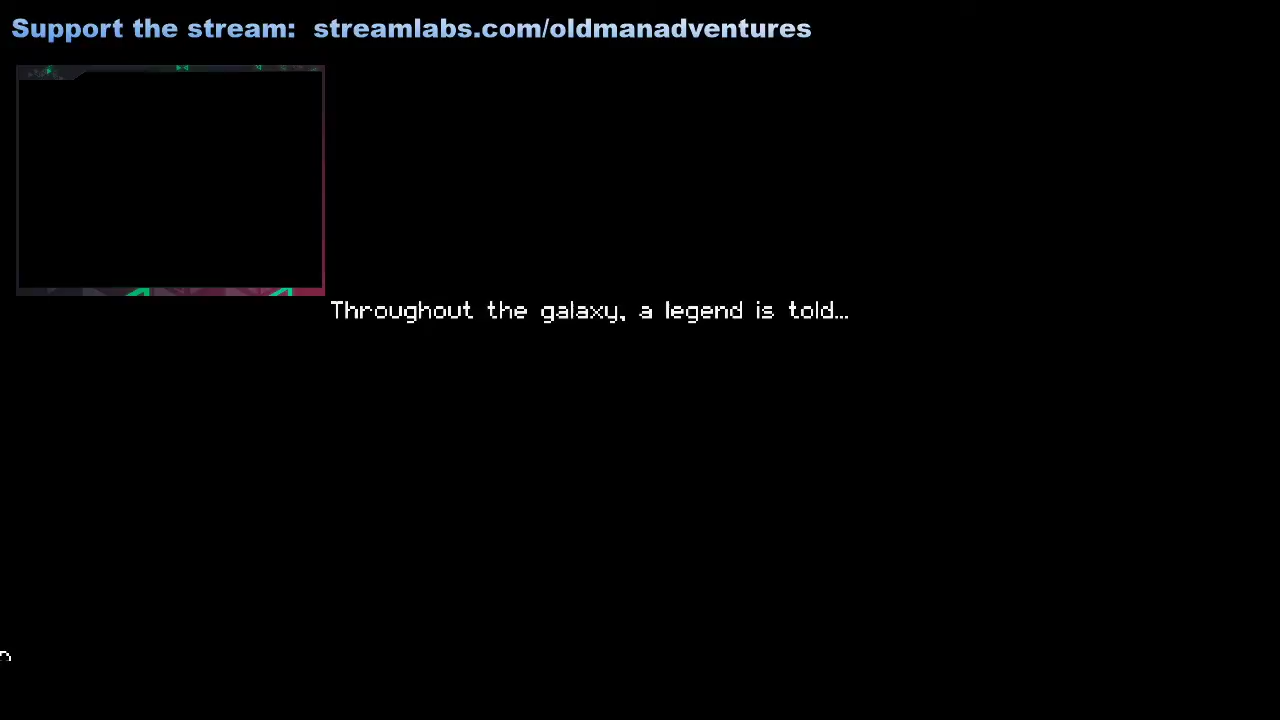 Support the stream: streamlabs.com/oldmanadventures
Throughout the galaxy, a legend is told...